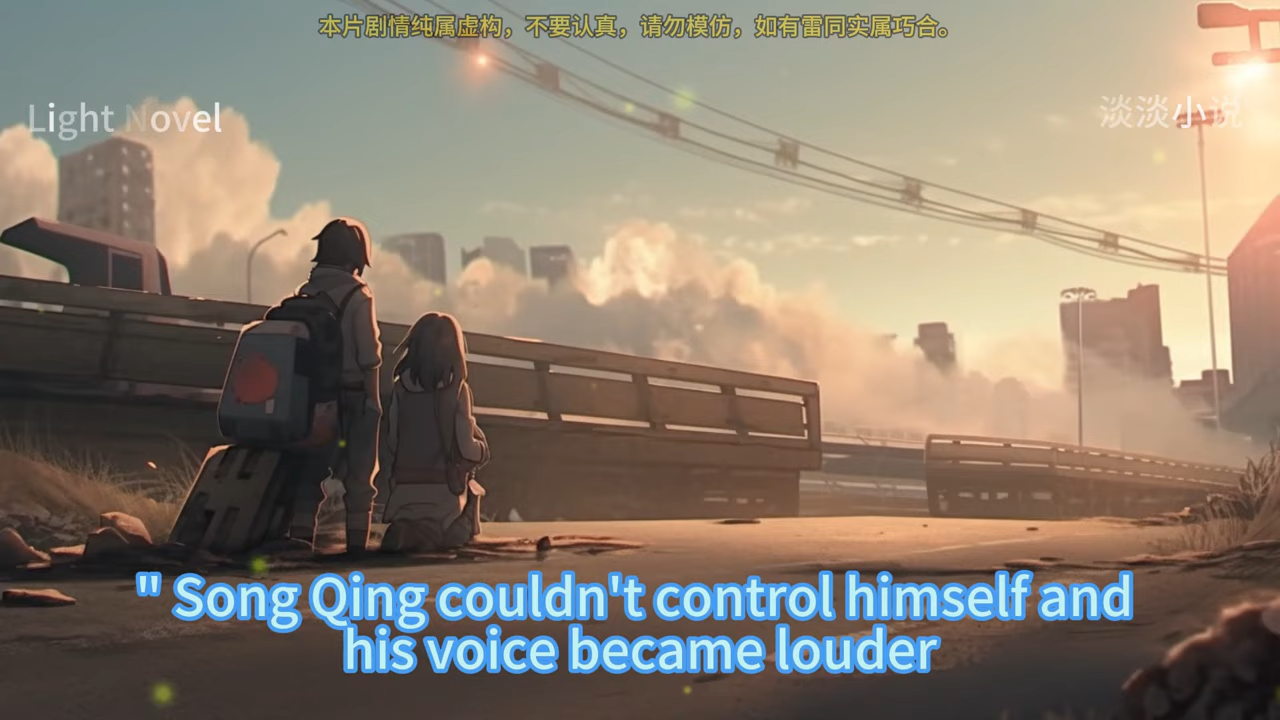 本片剧情纯属虚构，不要认真，请勿模仿，如有雷同实属巧合。
Light Novel
淡淡小说
" Song Qing couldn't control himself and
his voice became louder